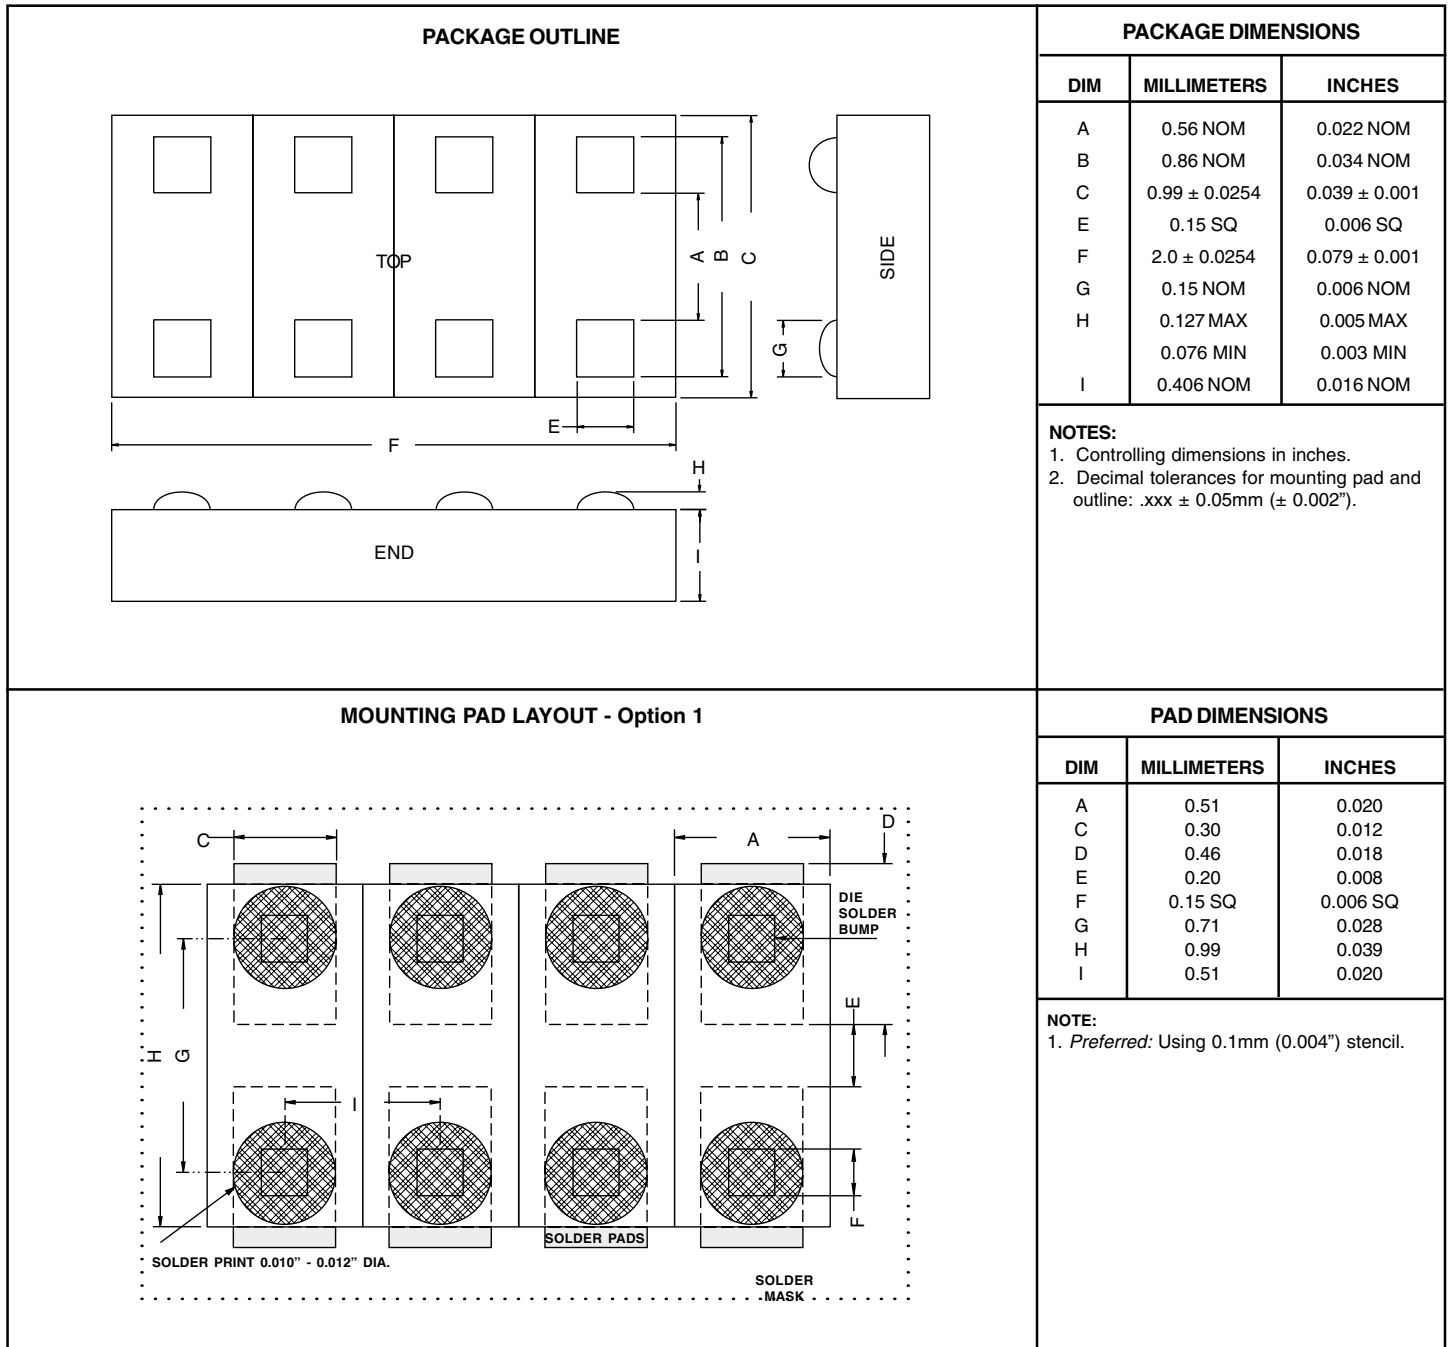 PACKAGE OUTLINE
TOP
A
B
C
SIDE
G
E
F
H
END
I
PACKAGE DIMENSIONS
DIM MILLIMETERS INCHES
A 0.56 NOM 0.022 NOM
B 0.86 NOM 0.034 NOM
C 0.99 ± 0.0254 0.039 ± 0.001
E 0.15 SQ 0.006 SQ
F 2.0 ± 0.0254 0.079 ± 0.001
G 0.15 NOM 0.006 NOM
H 0.127 MAX 0.005 MAX
0.076 MIN 0.003 MIN
I 0.406 NOM 0.016 NOM
NOTES:
1. Controlling dimensions in inches.
2. Decimal tolerances for mounting pad and
outline: .xxx ± 0.05mm (± 0.002”).
MOUNTING PAD LAYOUT - Option 1
C
A
D
DIE
SOLDER
BUMP
E
H
G
I
F
SOLDER PADS
SOLDER PRINT 0.010” - 0.012” DIA.
SOLDER
MASK
PAD DIMENSIONS
DIM MILLIMETERS INCHES
A 0.51 0.020
C 0.30 0.012
D 0.46 0.018
E 0.20 0.008
F 0.15 SQ 0.006 SQ
G 0.71 0.028
H 0.99 0.039
I 0.51 0.020
NOTE:
1. Preferred: Using 0.1mm (0.004”) stencil.